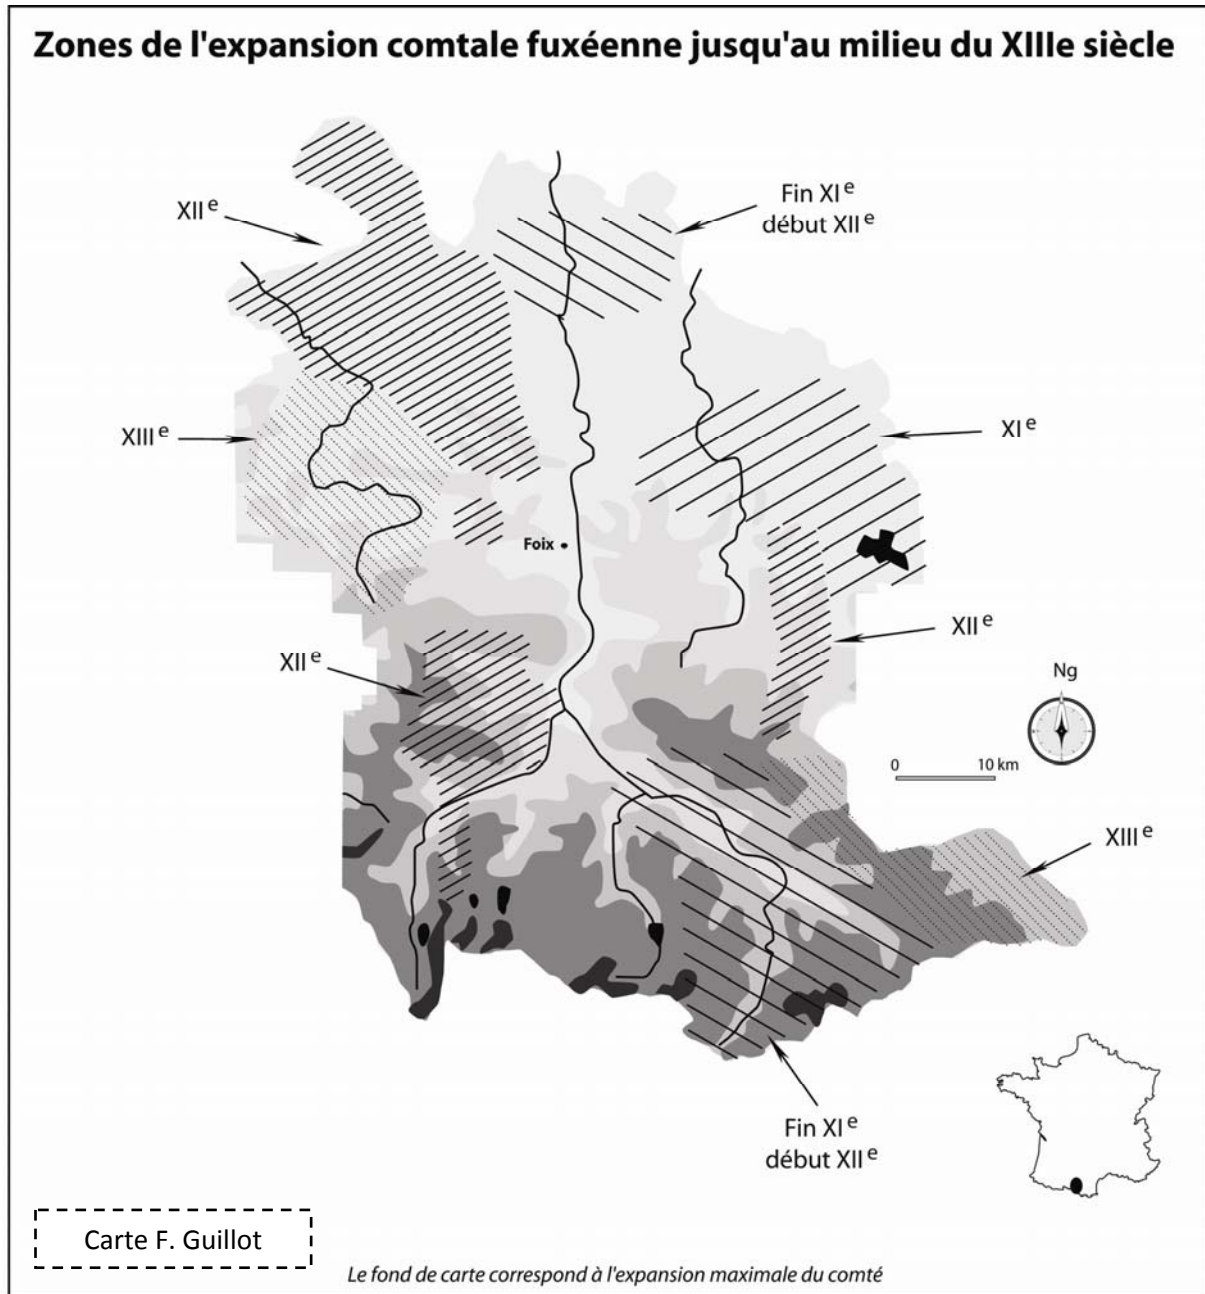 Zones de l'expansion comtale fuxéenne jusqu'au milieu du XIIIe siècle
XIIe
Fin XIe
début XIIe
XIIIe
XIe
Foix
XIIe
XIIe
Ng
0 10 km
XIIIe
Fin XIe
début XIIe
Carte F. Guillot
Le fond de carte correspond à l'expansion maximale du comté